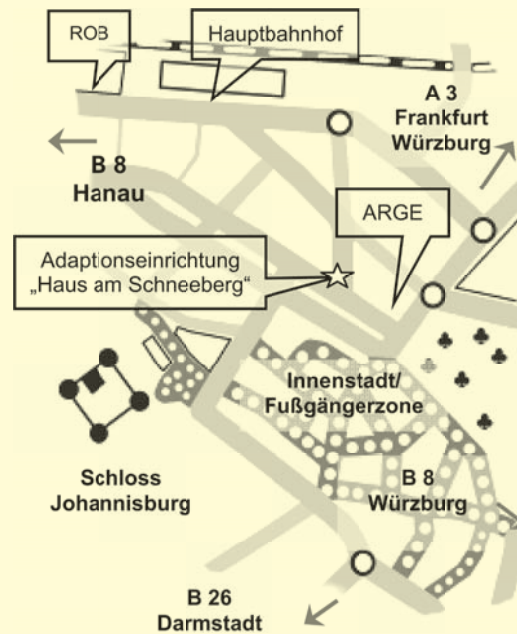 ROB
Hauptbahnhof
A 3
Frankfurt
Würzburg
B 8
Hanau
ARGE
Adaptionseinrichtung
„Haus am Schneeberg“
Innenstadt/
Fußgängerzone
Schloss
Johannisburg
B 8
Würzburg
B 26
Darmstadt